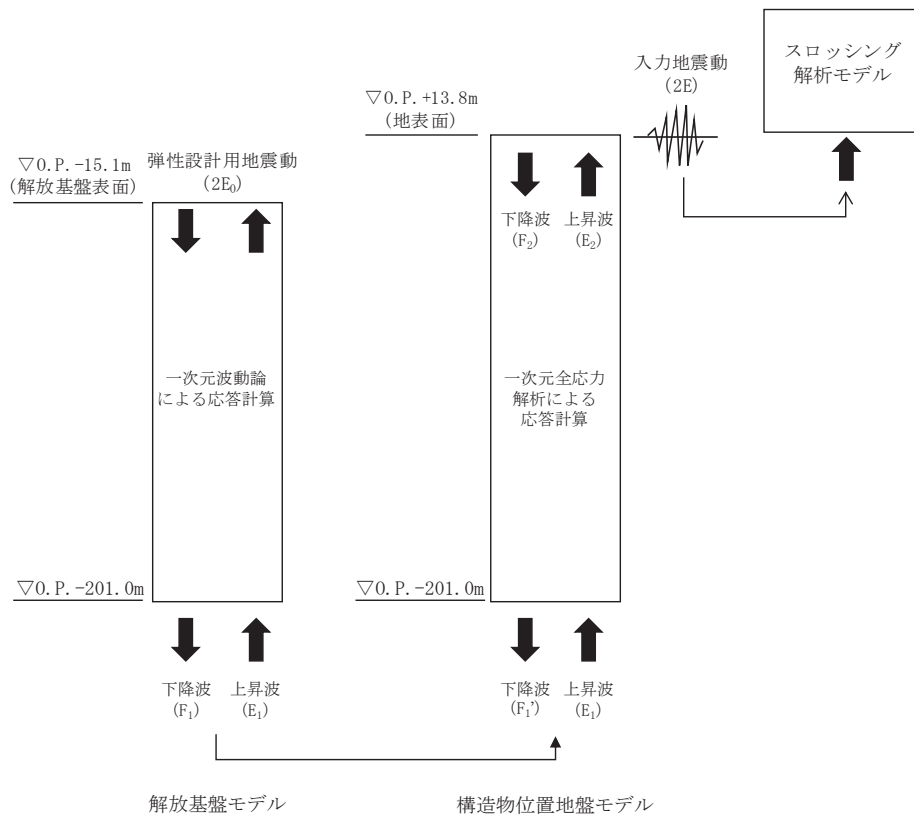 スロッシング
解析モデル
入力地震動
(2E)
▽O.P.+13.8m
(地表面)
▽O.P.-15.1m
(解放基盤表面)
弾性設計用地震動
(2E₀)
下降波
(F₂)
上昇波
(E₂)
一次元波動論
による応答計算
一次元全応力
解析による
応答計算
▽O.P.-201.0m
▽O.P.-201.0m
下降波
(F₁)
上昇波
(E₁)
下降波
(F₁')
上昇波
(E₁)
解放基盤モデル
構造物位置地盤モデル